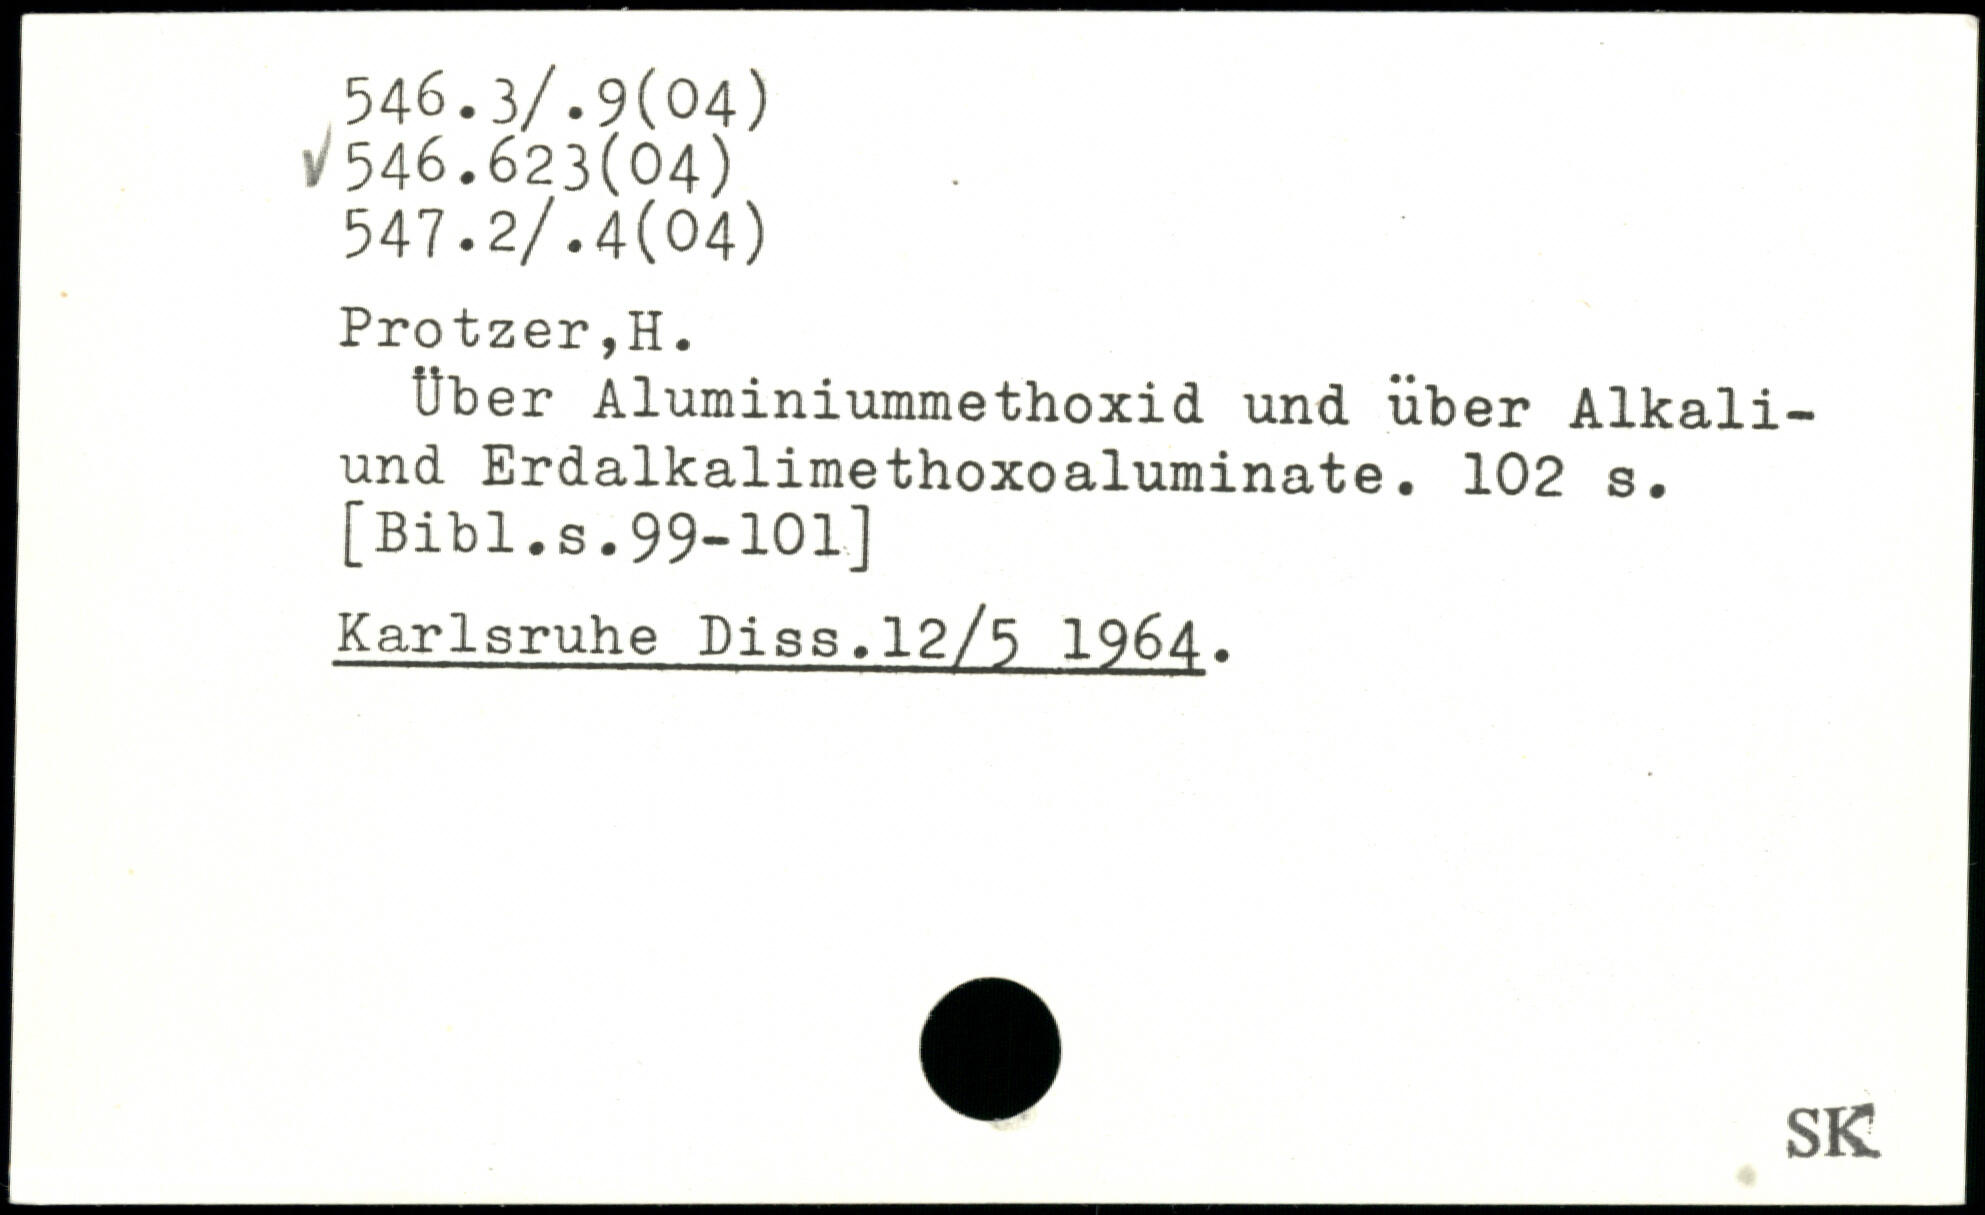 546.3/.9(04)
✓546.623(04)
547.2/.4(04)
Protzer,H.
Über Aluminiummethoxid und über Alkali-
und Erdalkalimethoxoaluminate. 102 s.
[Bibl.s.99-101]
Karlsruhe Diss.12/5 1964.
SK